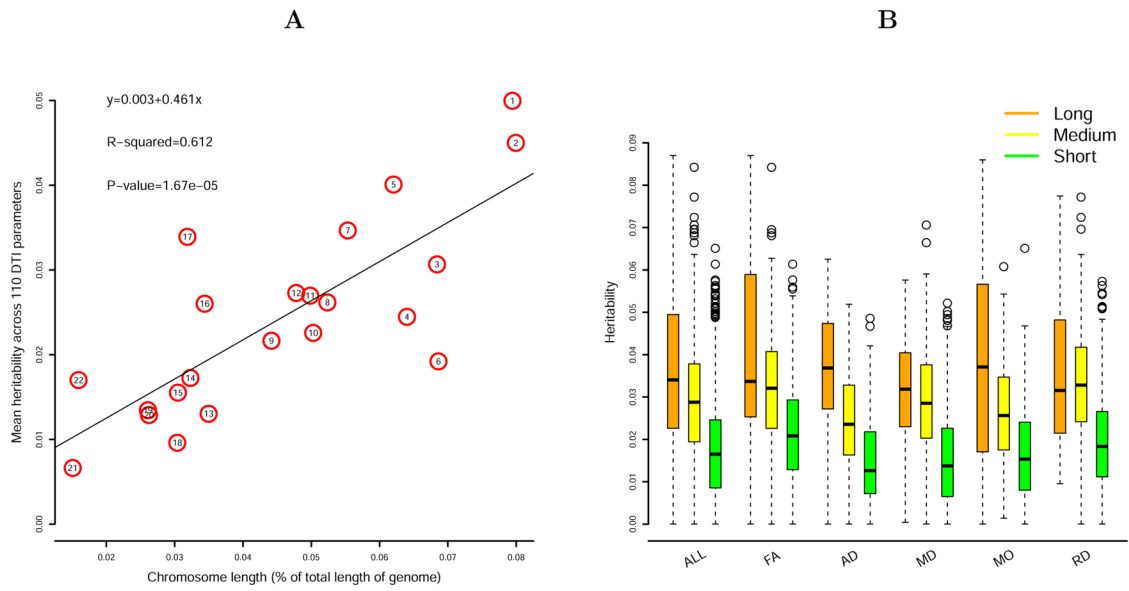 A
y=0.003+0.461x
R−squared=0.612
P−value=1.67e−05
Mean heritability across 110 DTI parameters
0.05
0.04
0.03
0.02
0.01
0.00
1
2
5
7
17
3
12
11
8
16
4
10
9
6
22
14
15
19
20
13
18
21
0.02 0.03 0.04 0.05 0.06 0.07 0.08
Chromosome length (% of total length of genome)
B
Long
Medium
Short
Heritability
0.09
0.08
0.07
0.06
0.05
0.04
0.03
0.02
0.01
0.00
ALL FA AD MD MO RD